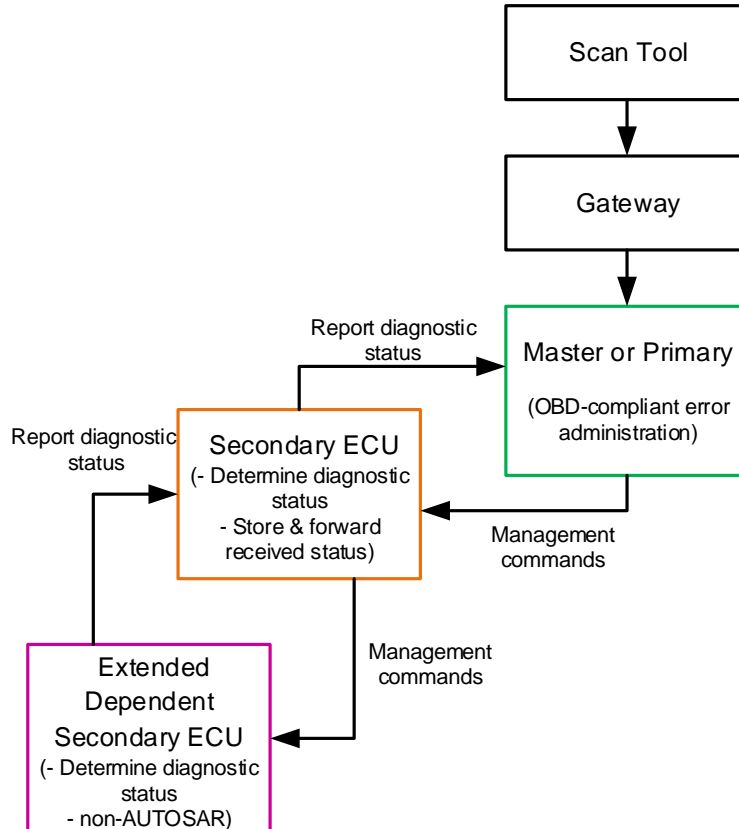 Scan Tool
Gateway
Master or Primary
(OBD-compliant error
administration)
Report diagnostic
status
Secondary ECU
(- Determine diagnostic
status
- Store & forward
received status)
Report diagnostic
status
Management
commands
Management
commands
Extended
Dependent
Secondary ECU
(- Determine diagnostic
status
- non-AUTOSAR)